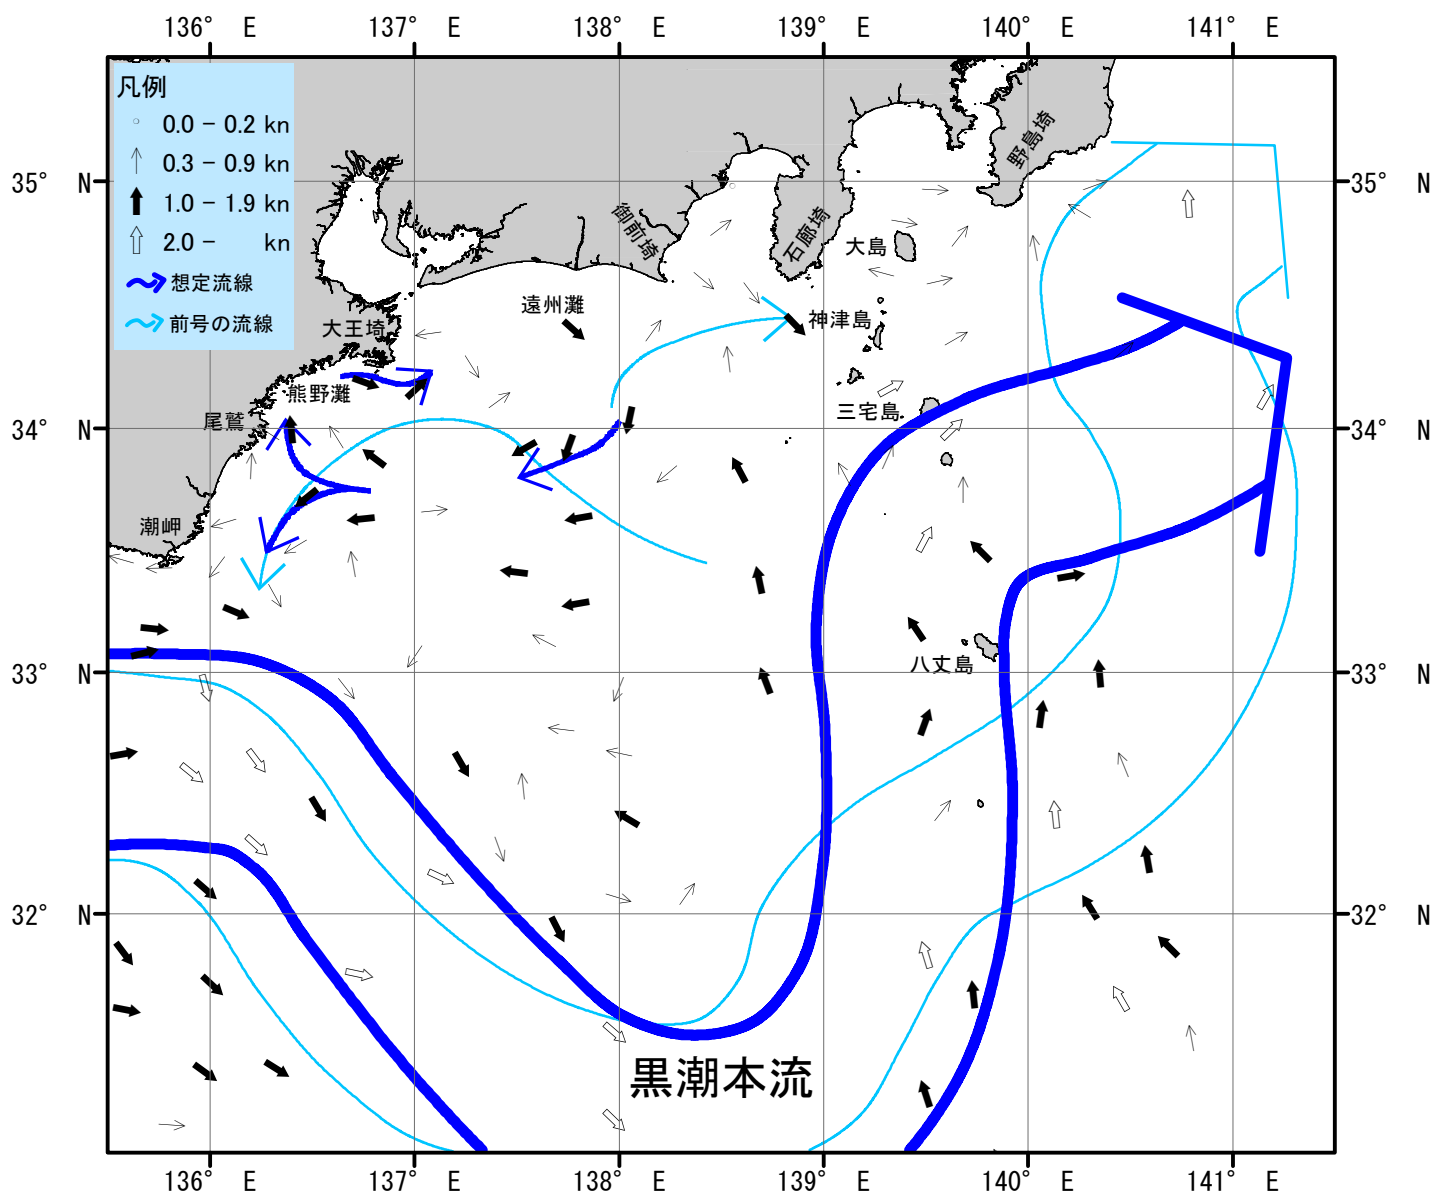 136° E 137° E 138° E 139° E 140° E 141° E
凡例
0.0 - 0.2 kn
0.3 - 0.9 kn
1.0 - 1.9 kn
2.0 - kn
想定流線
前号の流線
35° N
35° N
野島埼
御前埼
石廊埼
大島
遠州灘
神津島
大王埼
熊野灘
三宅島
尾鷲
34° N
34° N
潮岬
八丈島
33° N
33° N
32° N
32° N
黒潮本流
136° E 137° E 138° E 139° E 140° E 141° E